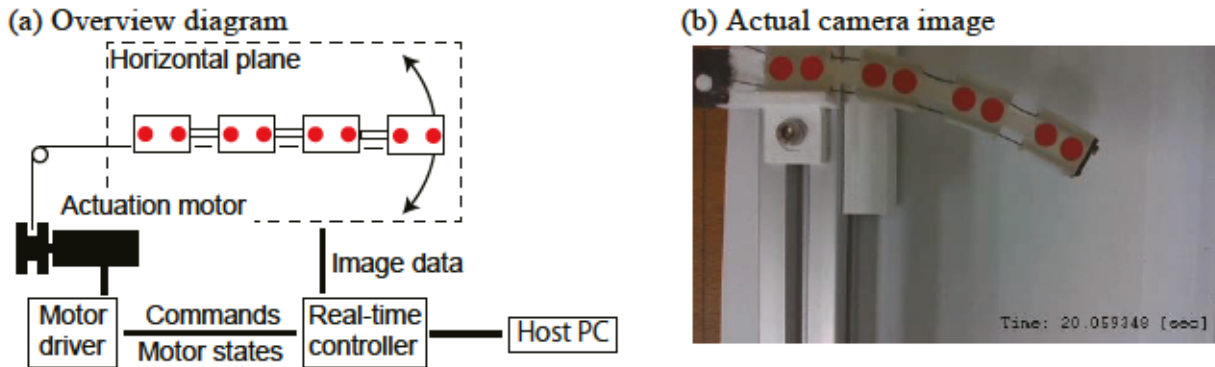 (a) Overview diagram
Horizontal plane
Actuation motor
Image data
Motor
driver
Commands
Motor states
Real-time
controller
Host PC
(b) Actual camera image
Time: 20.059348 [sec]